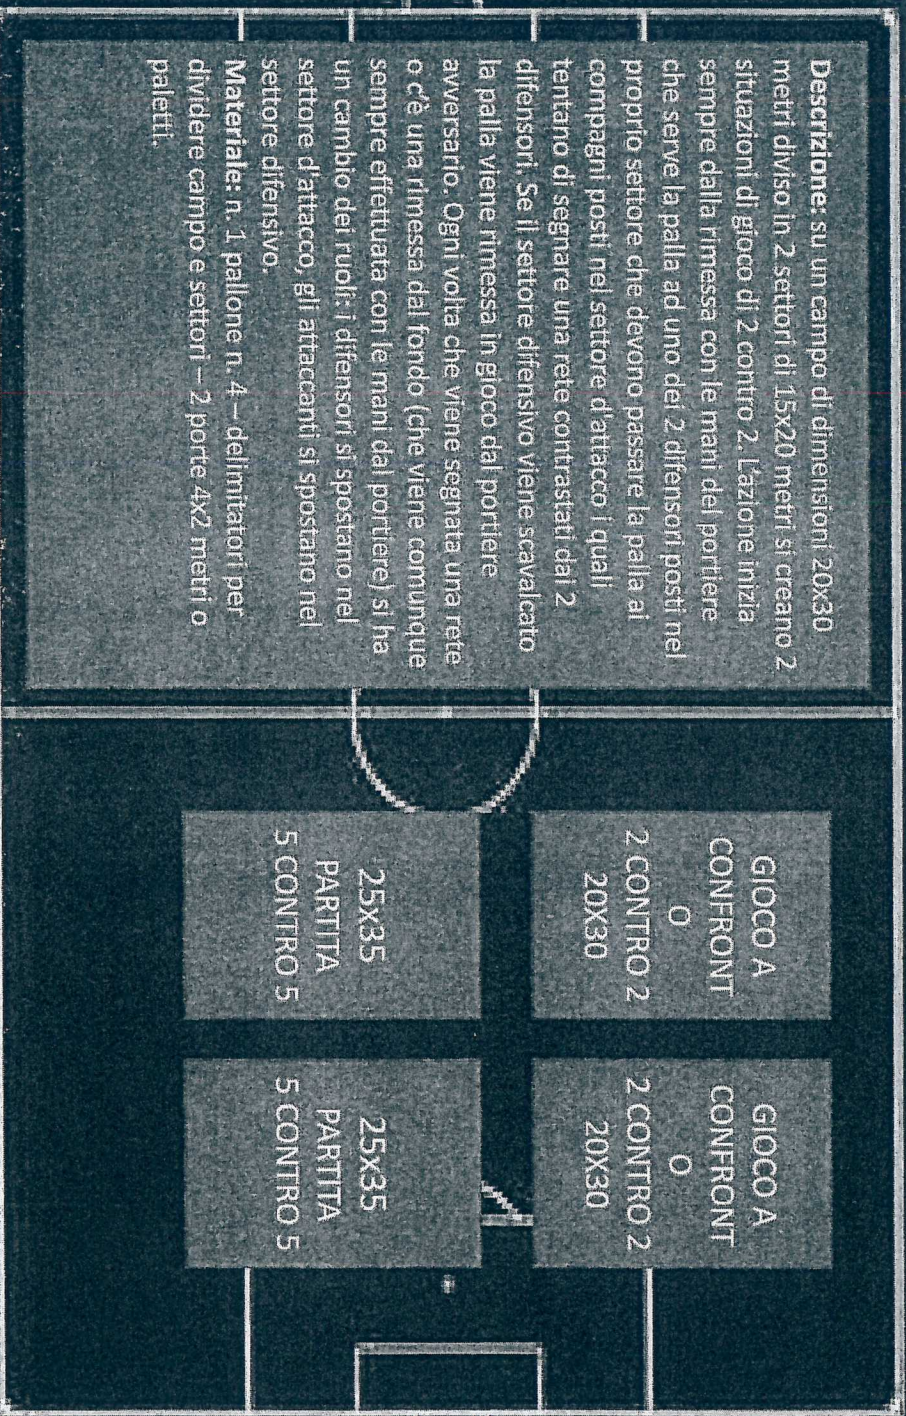 Descrizione: su un campo di dimensioni 20x30
metri diviso in 2 settori di 15x20 metri si creano 2
situazioni di gioco di 2 contro 2. L'azione inizia
sempre dalla rimessa con le mani del portiere
che serve la palla ad uno dei 2 difensori posti nel
proprio settore che devono passare la palla ai
compagni posti nel settore d'attacco i quali
tentano di segnare una rete contrastati dai 2
difensori. Se il settore difensivo viene scavalcato
la palla viene rimessa in gioco dal portiere
avversario. Ogni volta che viene segnata una rete
o c'è una rimessa dal fondo (che viene comunque
sempre effettuata con le mani dal portiere) si ha
un cambio dei ruoli: i difensori si spostano nel
settore d'attacco, gli attaccanti si spostano nel
settore difensivo.
Materiale: n. 1 pallone n. 4 – delimitatori per
dividere campo e settori – 2 porte 4x2 metri o
paletti.
GIOCO A
CONFRONT
O
2 CONTRO 2
20X30
GIOCO A
CONFRONT
O
2 CONTRO 2
20X30
25x35
PARTITA
5 CONTRO 5
25x35
PARTITA
5 CONTRO 5